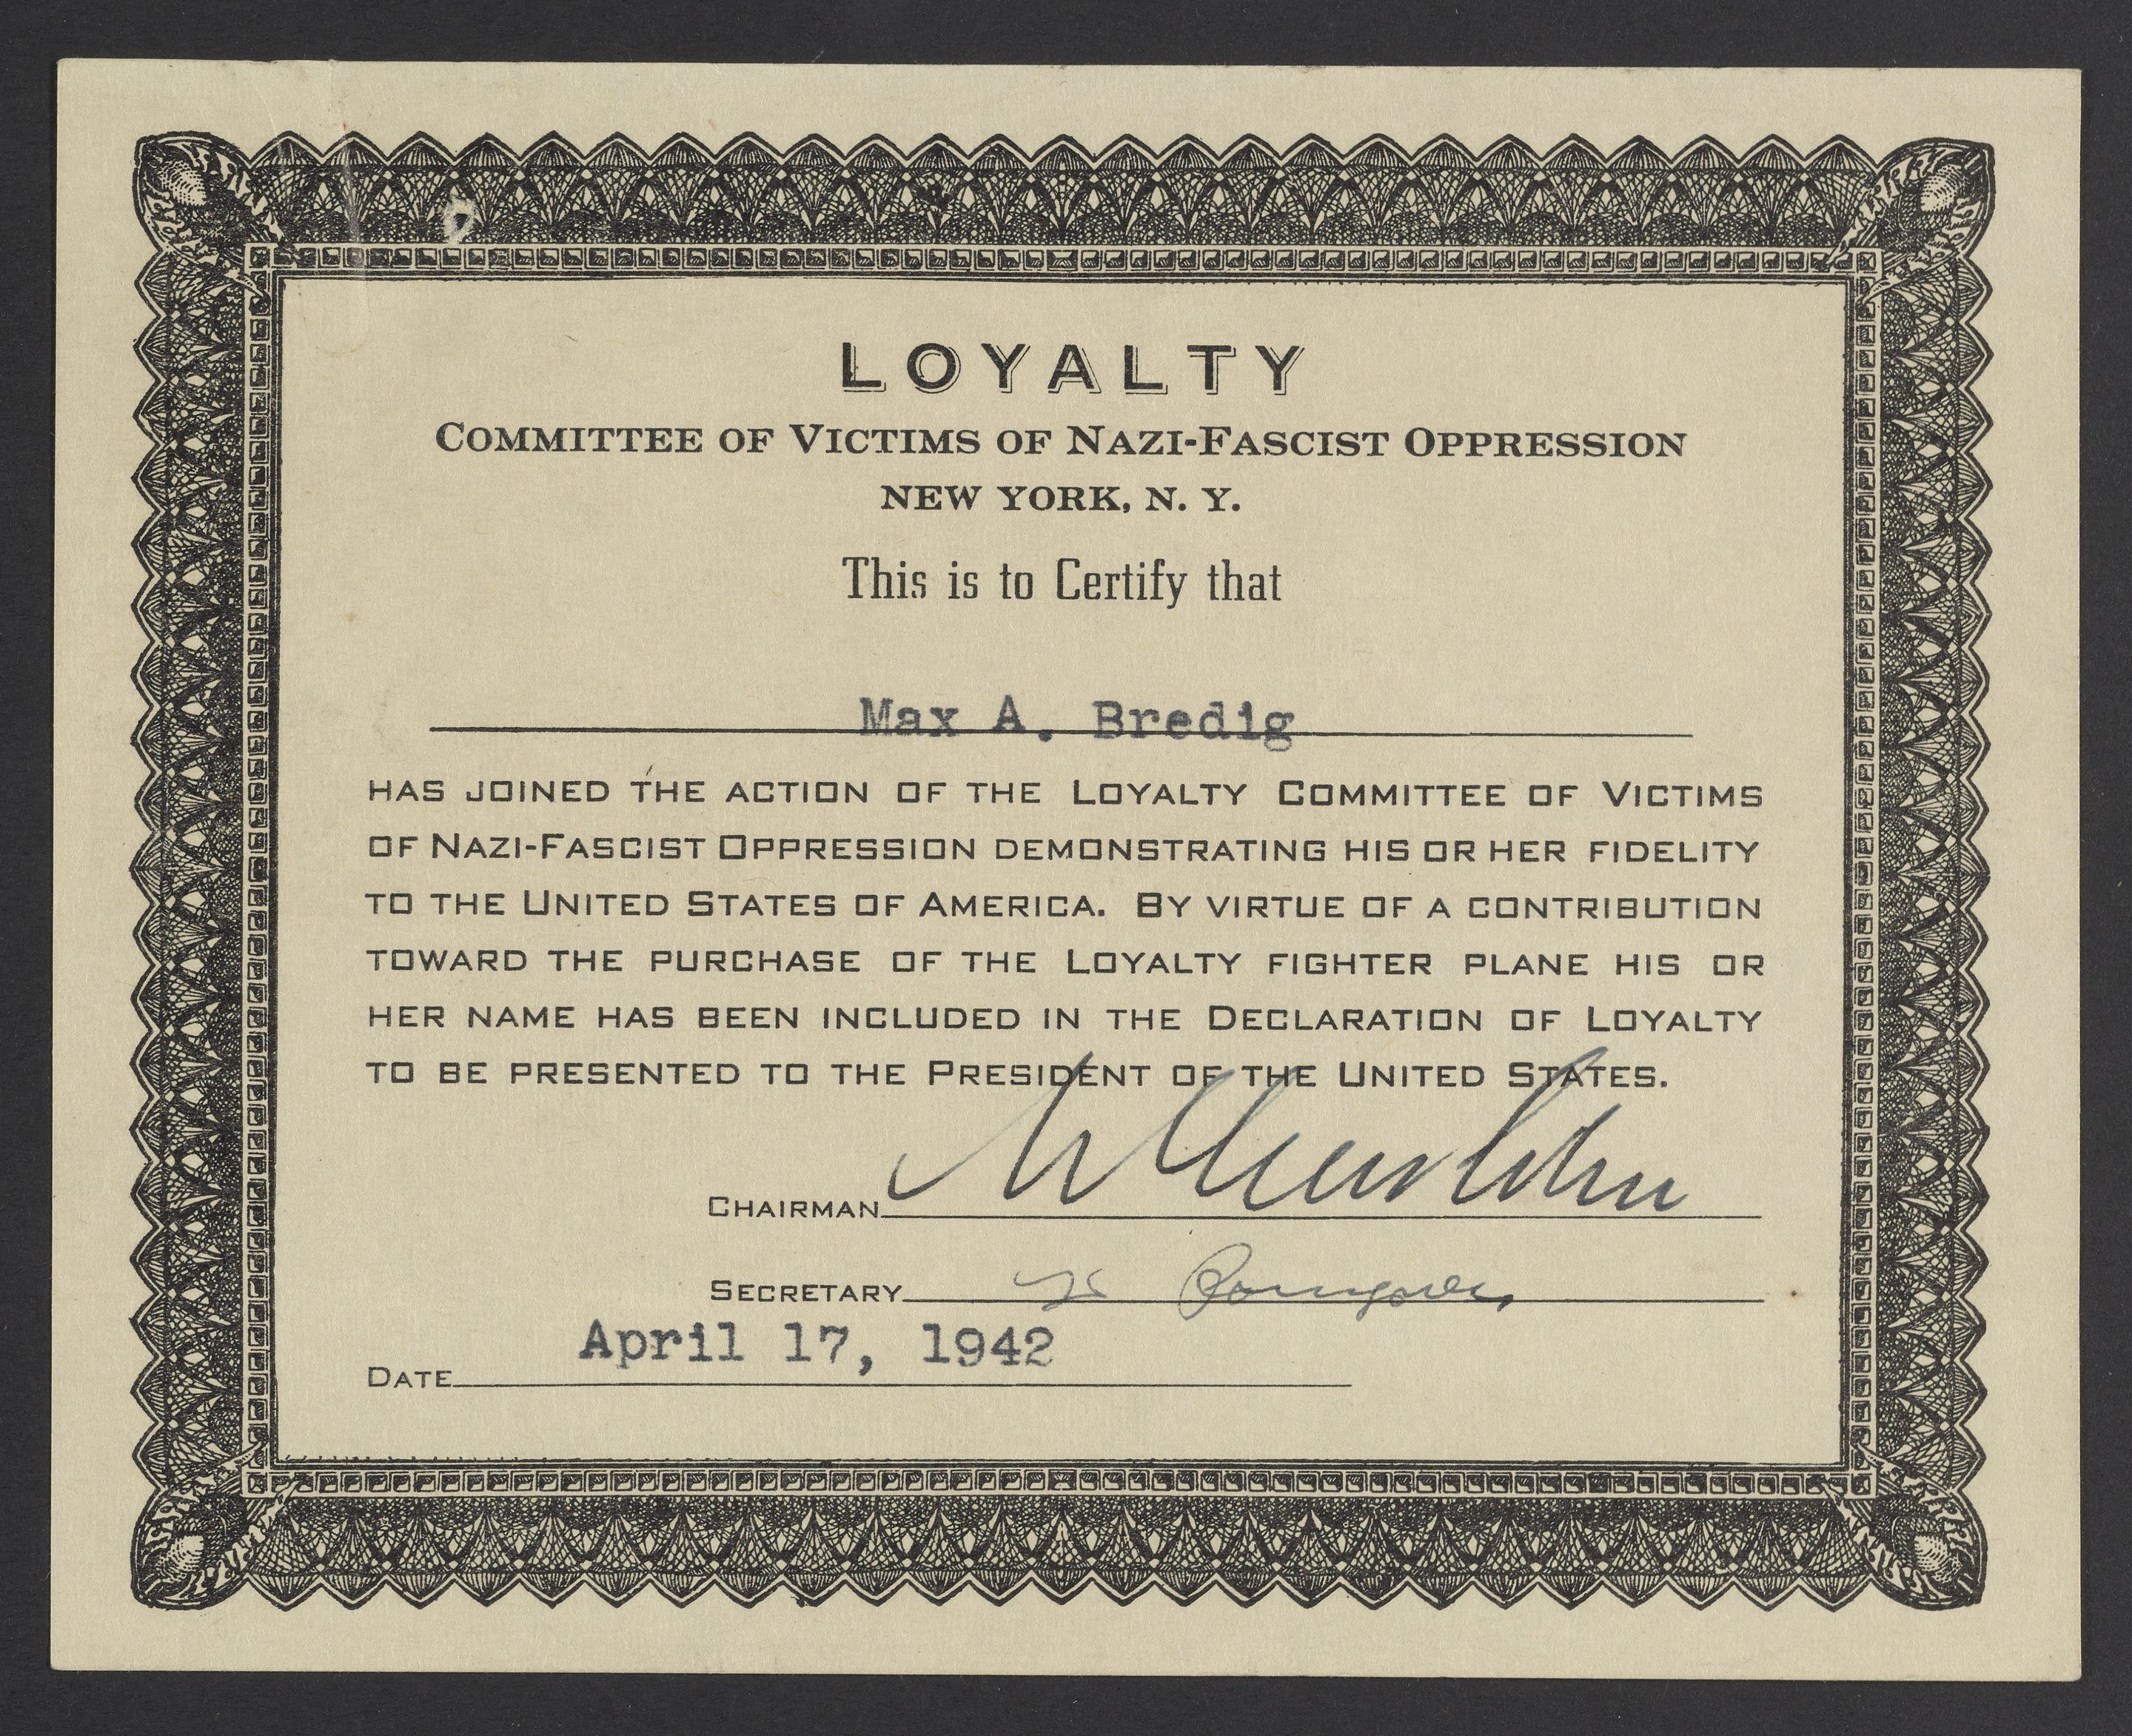 LOYALTY
COMMITTEE OF VICTIMS OF NAZI-FASCIST OPPRESSION
NEW YORK, N. Y.
This is to Certify that
Max A. Bredig
HAS JOINED THE ACTION OF THE LOYALTY COMMITTEE OF VICTIMS
OF NAZI-FASCIST OPPRESSION DEMONSTRATING HIS OR HER FIDELITY
TO THE UNITED STATES OF AMERICA. BY VIRTUE OF A CONTRIBUTION
TOWARD THE PURCHASE OF THE LOYALTY FIGHTER PLANE HIS OR
HER NAME HAS BEEN INCLUDED IN THE DECLARATION OF LOYALTY
TO BE PRESENTED TO THE PRESIDENT OF THE UNITED STATES.
CHAIRMAN
SECRETARY
DATE April 17, 1942